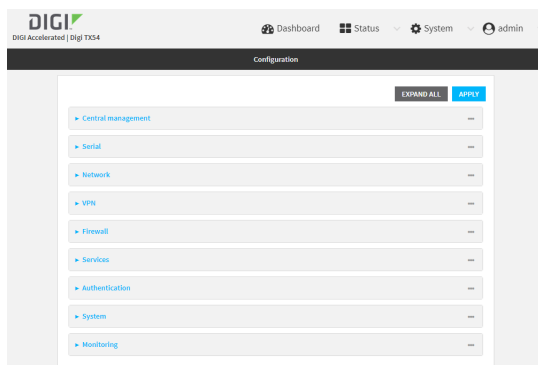 DIGI
DIGI Accelerated | Digi TX54
Dashboard Status System admin
Configuration
EXPAND ALL APPLY
Central management
Serial
Network
VPN
Firewall
Services
Authentication
System
Monitoring